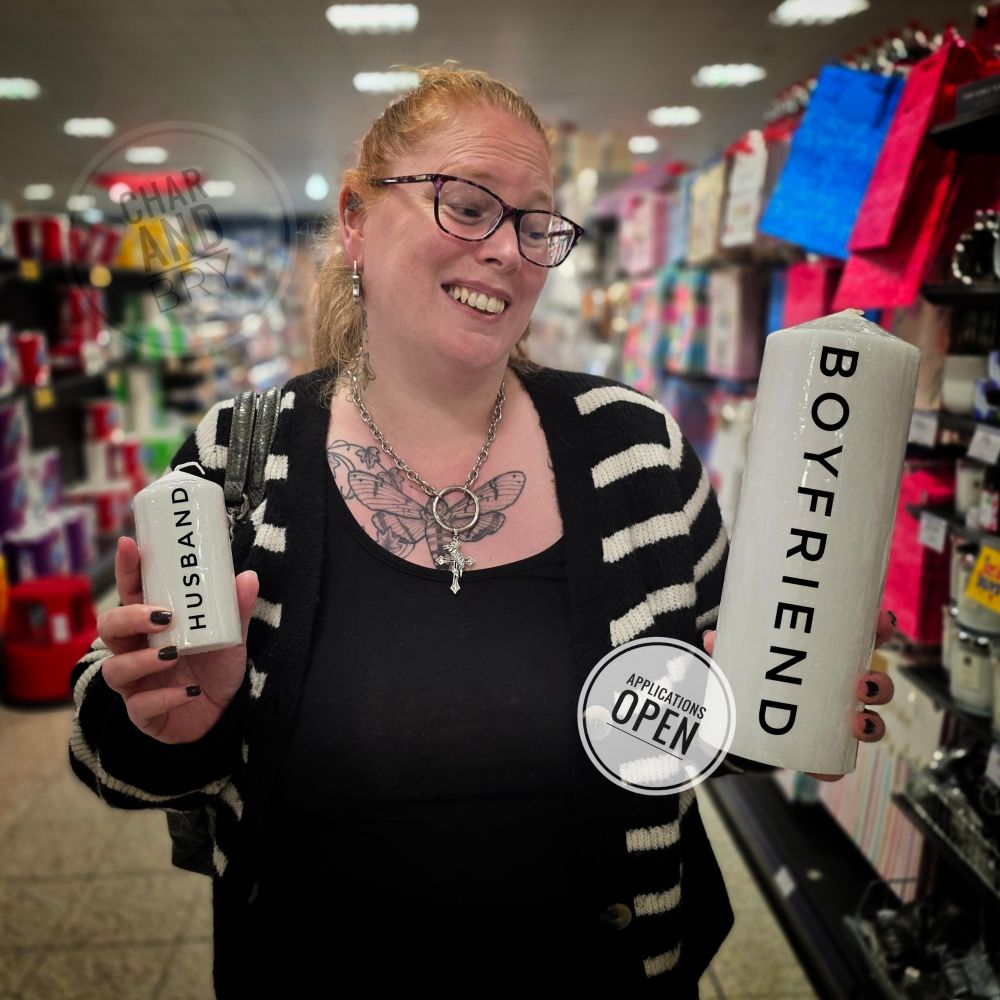 CHAR
AND
BRY
HUSBAND
BOYFRIEND
APPLICATIONS
OPEN